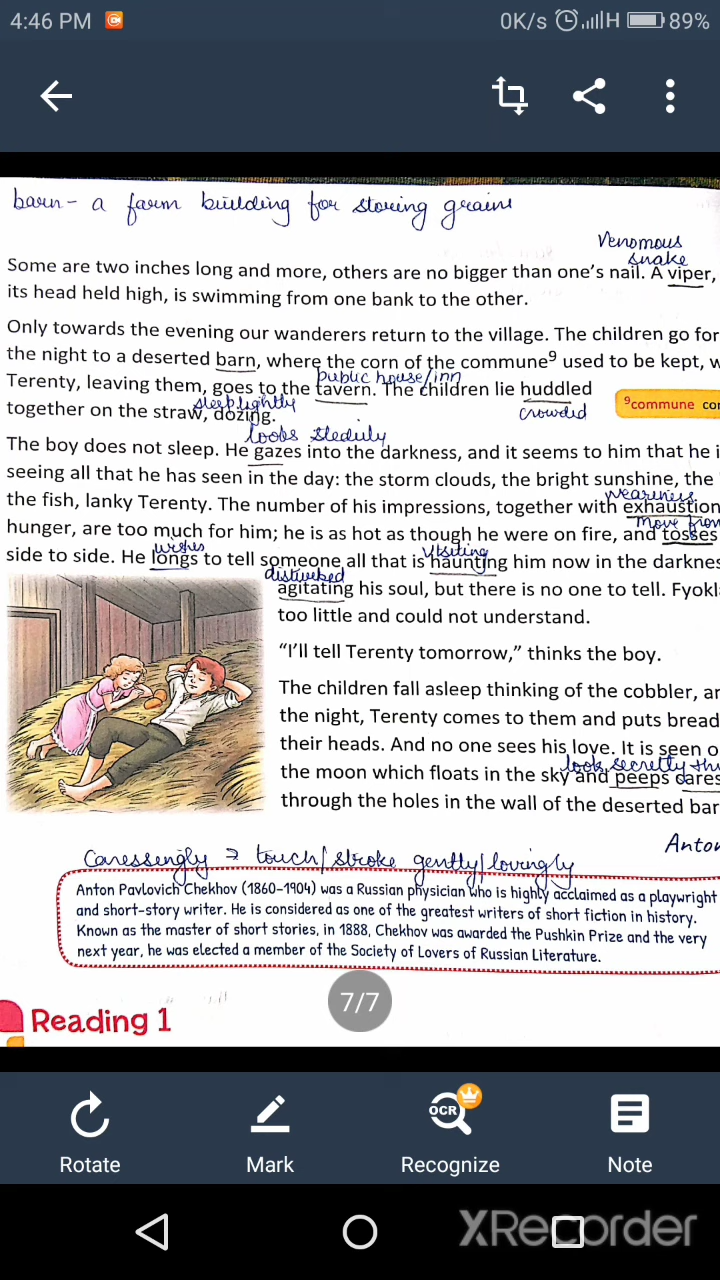 4:46 PM
0K/s
H
89%
barn - a farm building for storing grains
Venomous
snake
Some are two inches long and more, others are no bigger than one's nail. A viper,
its head held high, is swimming from one bank to the other.
Only towards the evening our wanderers return to the village. The children go for
the night to a deserted barn, where the corn of the commune⁹ used to be kept, w
public house/inn
Terenty, leaving them, goes to the tavern. The children lie huddled
⁹commune co
sleep lightly
crowded
together on the straw, dozing.
looks stedily
The boy does not sleep. He gazes into the darkness, and it seems to him that he i
seeing all that he has seen in the day: the storm clouds, the bright sunshine, the
weariness
the fish, lanky Terenty. The number of his impressions, together with exhaustion
move from
hunger, are too much for him; he is as hot as though he were on fire, and tosses
wishes
visiting
side to side. He longs to tell someone all that is haunting him now in the darknes
disturbed
agitating his soul, but there is no one to tell. Fyokl
too little and could not understand.
"I'll tell Terenty tomorrow," thinks the boy.
The children fall asleep thinking of the cobbler, an
the night, Terenty comes to them and puts bread
their heads. And no one sees his love. It is seen o
look secretly thr
the moon which floats in the sky and peeps cares
through the holes in the wall of the deserted bar
Anton
Caressengly → touch/stroke gently/lovingly
Anton Pavlovich Chekhov (1860–1904) was a Russian physician who is highly acclaimed as a playwright
and short-story writer. He is considered as one of the greatest writers of short fiction in history.
Known as the master of short stories, in 1888, Chekhov was awarded the Pushkin Prize and the very
next year, he was elected a member of the Society of Lovers of Russian Literature.
7/7
Reading 1
OCR
Rotate
Mark
Recognize
Note
XRecorder